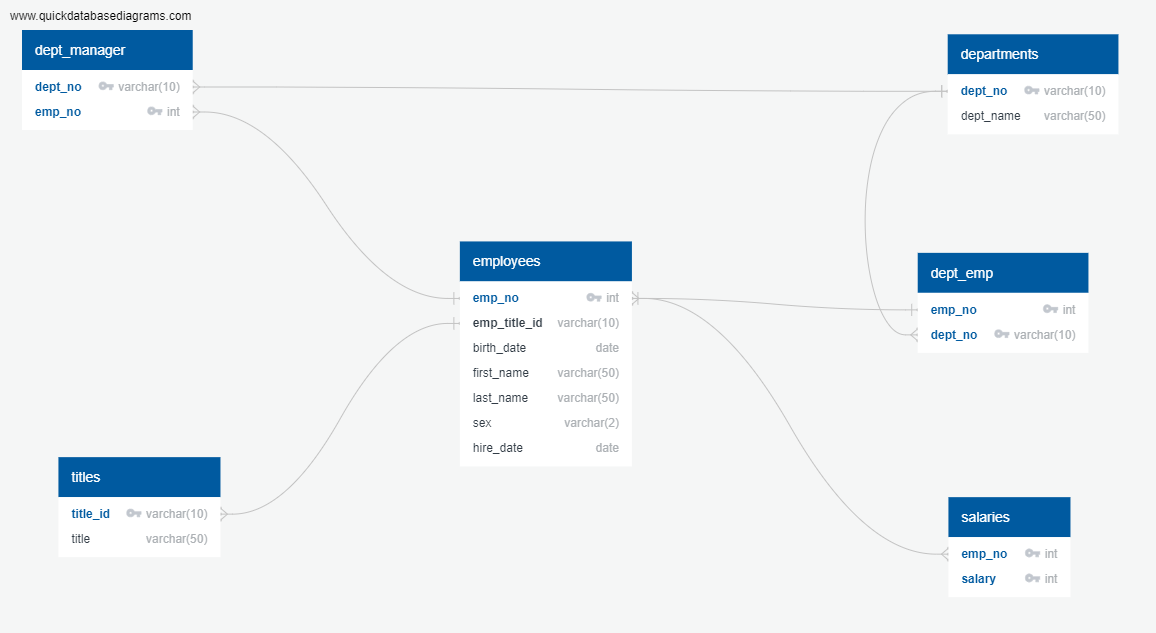 www.quickdatabasediagrams.com
dept_manager
dept_no varchar(10)
emp_no int
departments
dept_no varchar(10)
dept_name varchar(50)
employees
emp_no int
emp_title_id varchar(10)
birth_date date
first_name varchar(50)
last_name varchar(50)
sex varchar(2)
hire_date date
dept_emp
emp_no int
dept_no varchar(10)
titles
title_id varchar(10)
title varchar(50)
salaries
emp_no int
salary int